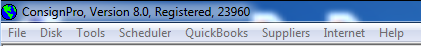 ConsignPro, Version 8.0, Registered, 23960
File Disk Tools Scheduler QuickBooks Suppliers Internet Help